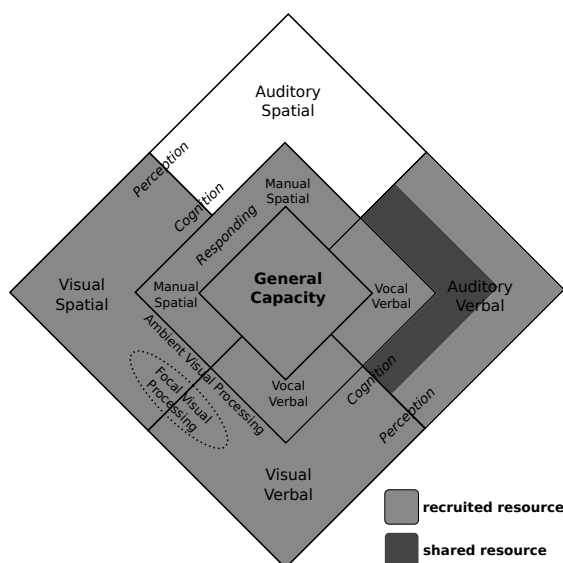 Auditory
Spatial
Perception
Cognition
Manual
Spatial
Responding
Visual
Spatial
Manual
Spatial
General
Capacity
Vocal
Verbal
Auditory
Verbal
Ambient Visual Processing
Focal Visual
Processing
Vocal
Verbal
Cognition
Perception
Visual
Verbal
recruited resource
shared resource